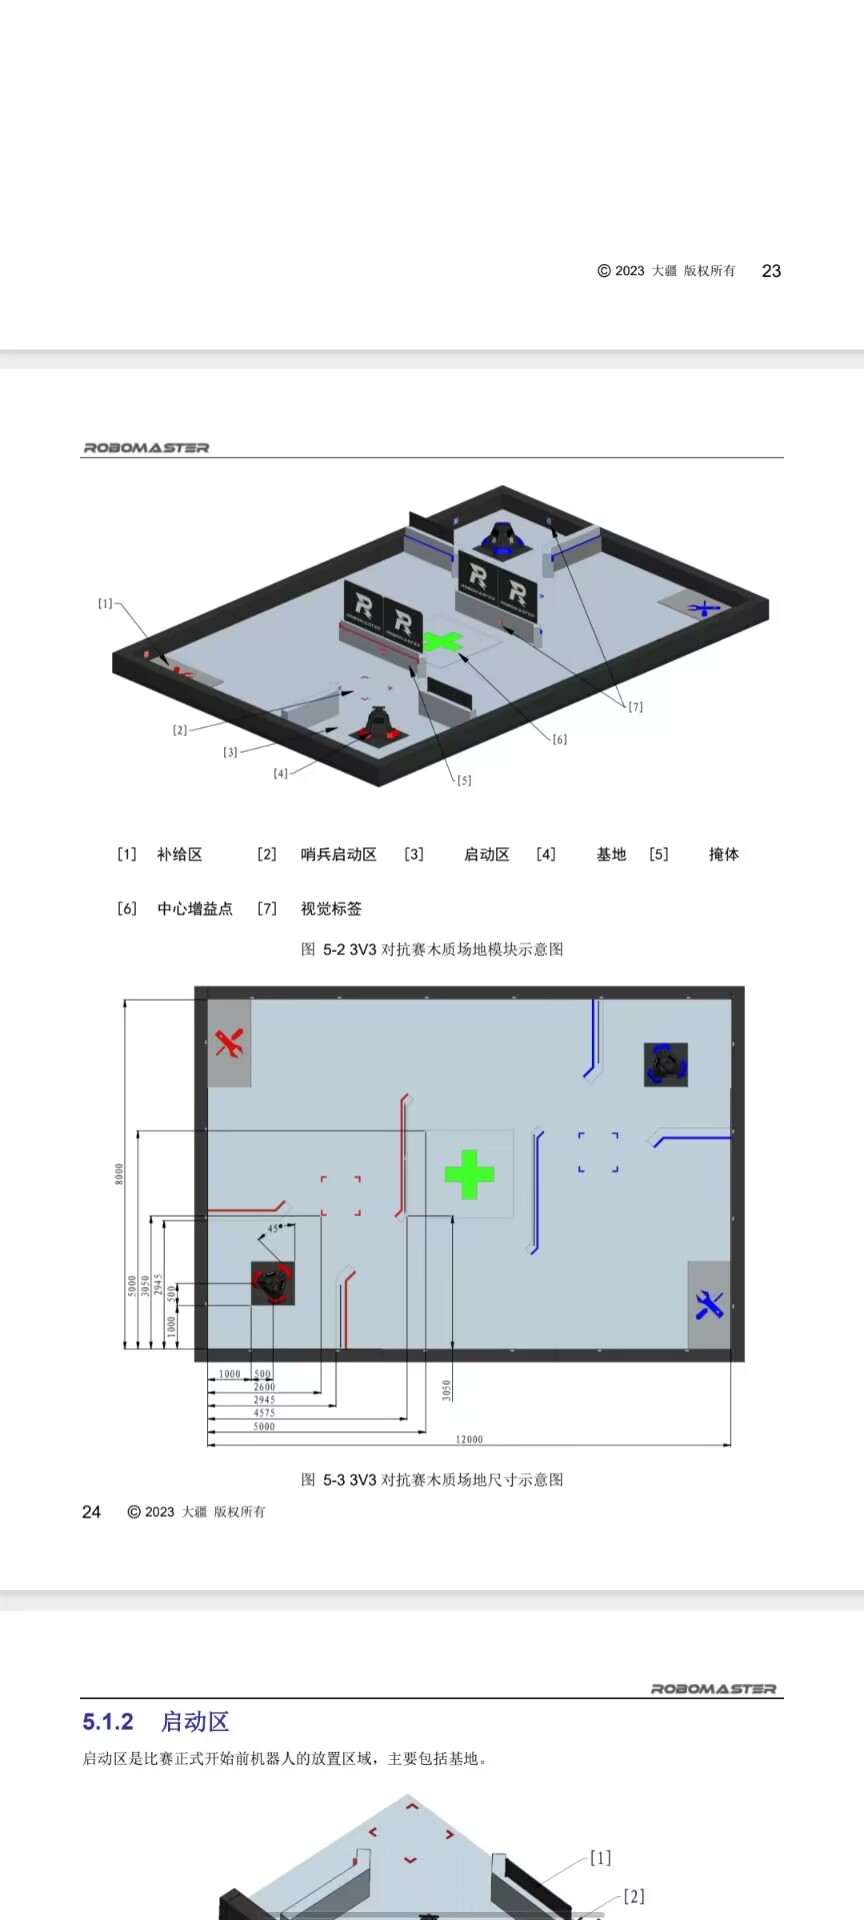 © 2023 大疆 版权所有 23
ROBOMASTER
[1]
[2]
[3]
[4]
[5]
[6]
[7]
R R
ROBOMASTER ROBOMASTER
R R
ROBOMASTER ROBOMASTER
[1] 补给区 [2] 哨兵启动区 [3] 启动区 [4] 基地 [5] 掩体
[6] 中心增益点 [7] 视觉标签
图 5-2 3V3 对抗赛木质场地模块示意图
8000
5000
3050
2945
500
1000
45°
1000 500
2600
2945
4575
5000
3050
12000
图 5-3 3V3 对抗赛木质场地尺寸示意图
24 © 2023 大疆 版权所有
ROBOMASTER
5.1.2 启动区
启动区是比赛正式开始前机器人的放置区域，主要包括基地。
[1]
[2]